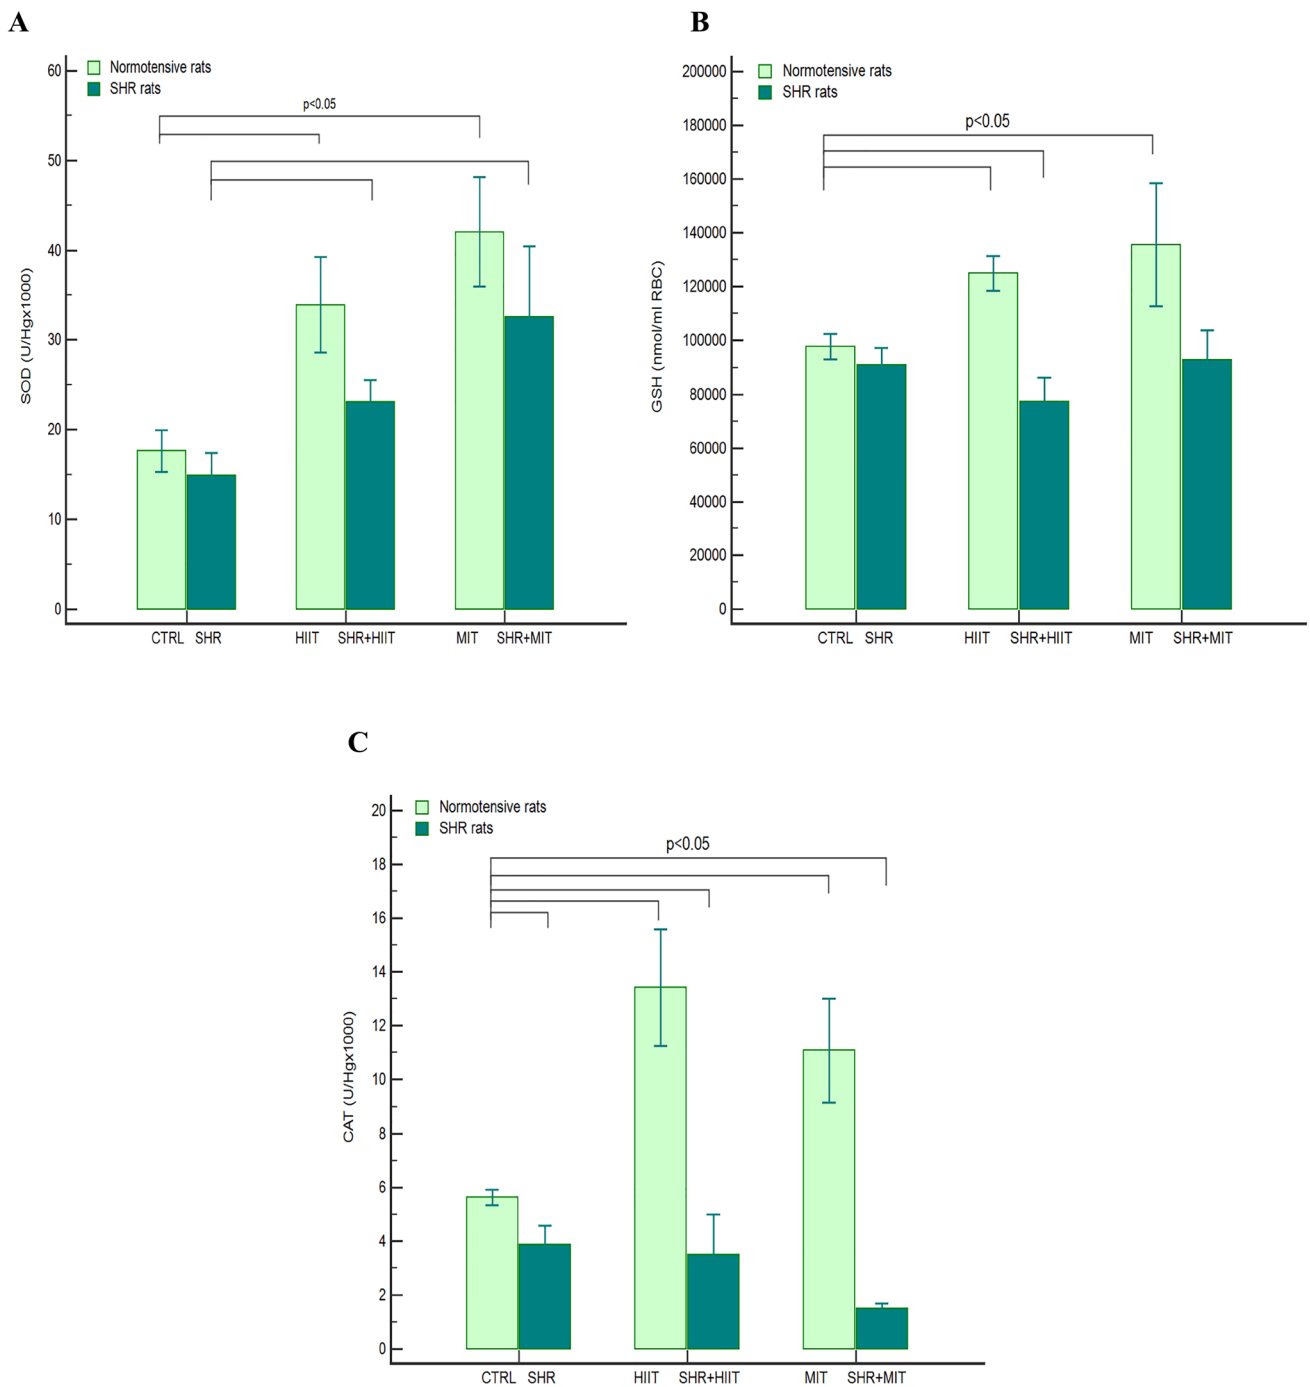 A
Normotensive rats
SHR rats
p<0.05
60
50
40
30
20
10
0
SOD (U/Hgx1000)
CTRL SHR HIIT SHR+HIIT MIT SHR+MIT
B
Normotensive rats
SHR rats
p<0.05
200000
180000
160000
140000
120000
100000
80000
60000
40000
20000
0
GSH (nmol/ml RBC)
CTRL SHR HIIT SHR+HIIT MIT SHR+MIT
C
Normotensive rats
SHR rats
p<0.05
20
18
16
14
12
10
8
6
4
2
0
CAT (U/Hgx1000)
CTRL SHR HIIT SHR+HIIT MIT SHR+MIT